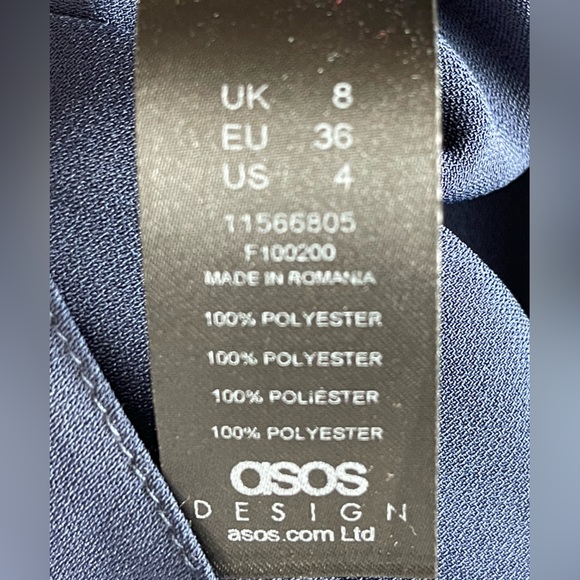 UK 8
EU 36
US 4
11566805
F100200
MADE IN ROMANIA
100% POLYESTER
100% POLYESTER
100% POLIÉSTER
100% POLYESTER
asos
DESIGN
asos.com Ltd